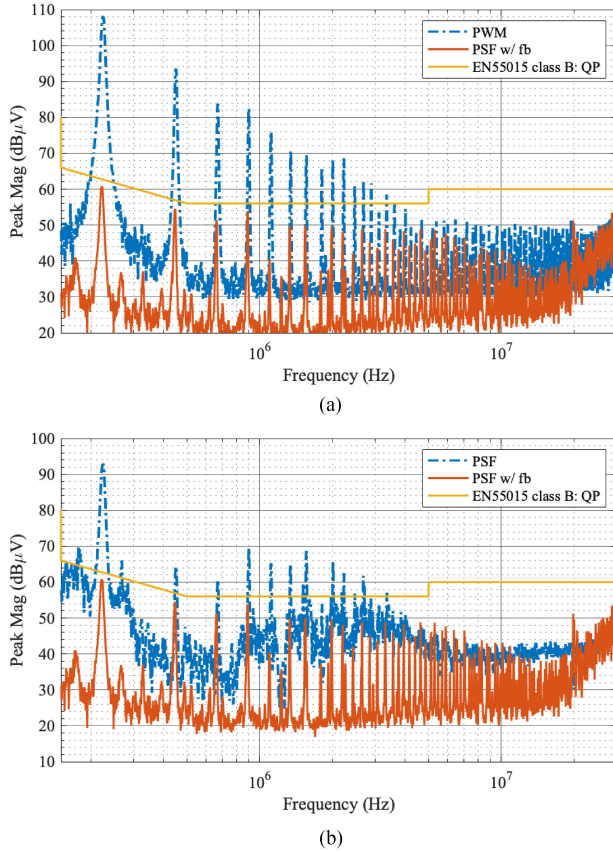 110
100
90
80
70
60
50
40
30
20
Peak Mag (dBμV)
PWM
PSF w/ fb
EN55015 class B: QP
10^6
10^7
Frequency (Hz)
(a)
100
90
80
70
60
50
40
30
20
10
Peak Mag (dBμV)
PSF
PSF w/ fb
EN55015 class B: QP
10^6
10^7
Frequency (Hz)
(b)